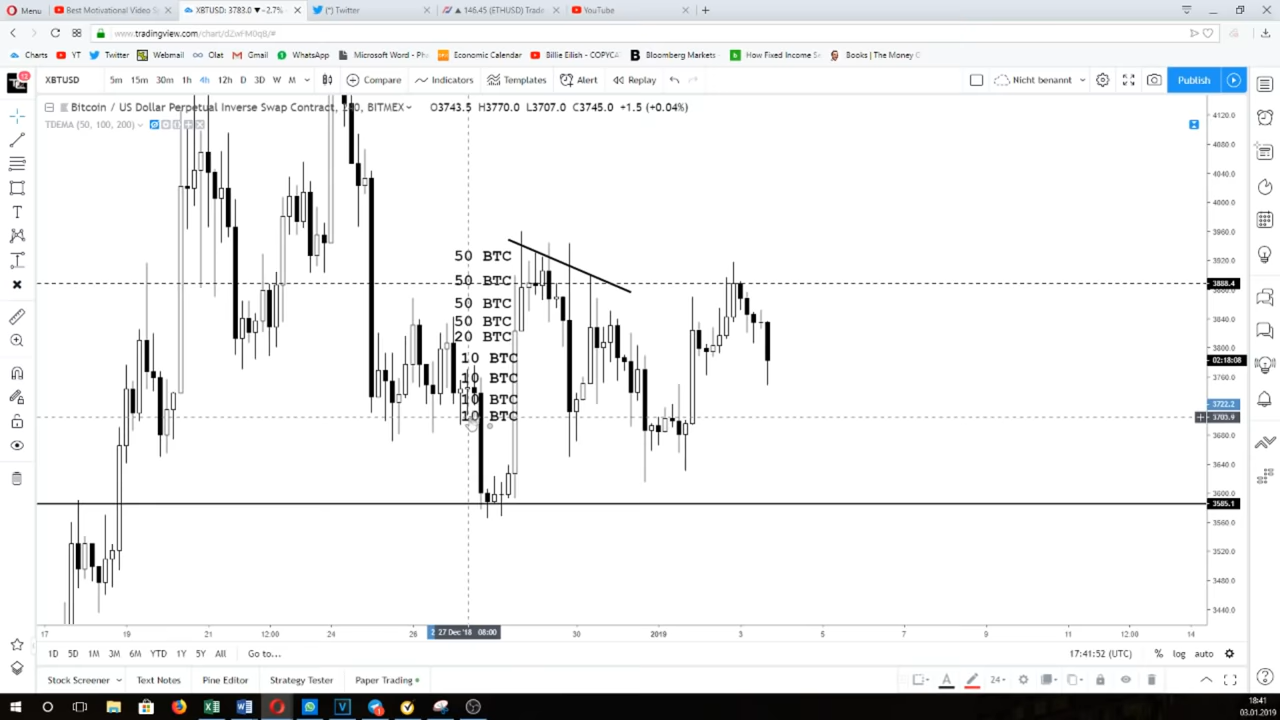 Menu
Best Motivational Video S
XBTUSD: 3783.0 ▼−2.7%
(*) Twitter
▲ 146.45 (ETHUSD) Trade
YouTube
www.tradingview.com/chart/dZwFM0q8/#
Charts
YT
Twitter
Webmail
Olat
Gmail
WhatsApp
Microsoft Word - Pr
Economic Calendar
Billie Eilish - COPYCA
Bloomberg Markets
How Fixed Income Se
Books | The Money C
XBTUSD
5m 15m 30m 1h 4h 12h D 3D W M
Compare
Indicators
Templates
Alert
Replay
Nicht benannt
Publish
Bitcoin / US Dollar Perpetual Inverse Swap Contract, 240, BITMEX
O3743.5 H3770.0 L3707.0 C3745.0 +1.5 (+0.04%)
TDEMA (50, 100, 200)
50 BTC
50 BTC
50 BTC
50 BTC
20 BTC
10 BTC
10 BTC
10 BTC
10 BTC
4120.0
4080.0
4040.0
4000.0
3960.0
3920.0
3888.4
3840.0
3800.0
02:18:08
3760.0
3722.2
3703.9
3680.0
3640.0
3600.0
3585.1
3560.0
3520.0
3480.0
3440.0
17 19 21 12:00 24 26 27 Dec '18 08:00 30 2019 3 5 7 9 11 12:00 14
1D 5D 1M 3M 6M YTD 1Y 5Y All
Go to...
17:41:52 (UTC)
% log auto
Stock Screener
Text Notes
Pine Editor
Strategy Tester
Paper Trading
24
18:41
03.01.2019